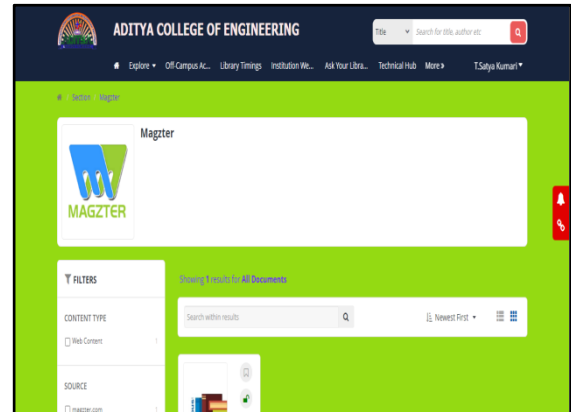 ADITYA COLLEGE OF ENGINEERING
Title Search for title, author etc
Explore Off-Campus Ac... Library Timings Institution We... Ask Your Libra... Technical Hub More T.Satya Kumari
Section Magzter
Magzter
MAGZTER
FILTERS
Showing 1 results for All Documents
CONTENT TYPE
Search within results Newest First
Web Content 1
SOURCE
magzter.com 1